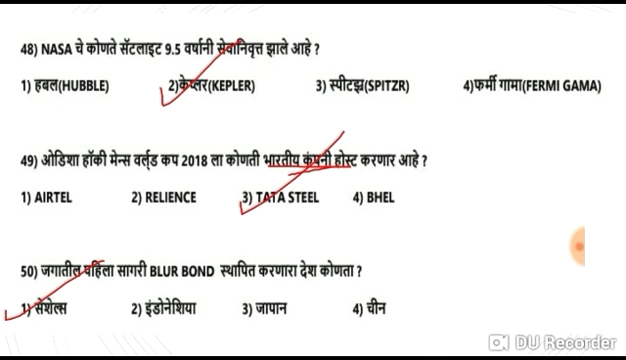 48) NASA चे कोणते सॅटलाइट 9.5 वर्षानी सेवानिवृत्त झाले आहे ?
1) हबल(HUBBLE) 2)केप्लर(KEPLER) 3) स्पीटझ(SPITZR) 4)फर्मी गामा(FERMI GAMA)
49) ओडिशा हॉकी मेन्स वर्ल्ड कप 2018 ला कोणती भारतीय कंपनी होस्ट करणार आहे ?
1) AIRTEL 2) RELIENCE 3) TATA STEEL 4) BHEL
50) जगातील पहिला सागरी BLUR BOND स्थापित करणारा देश कोणता ?
1) सेशेल्स 2) इंडोनेशिया 3) जापान 4) चीन
DU Recorder